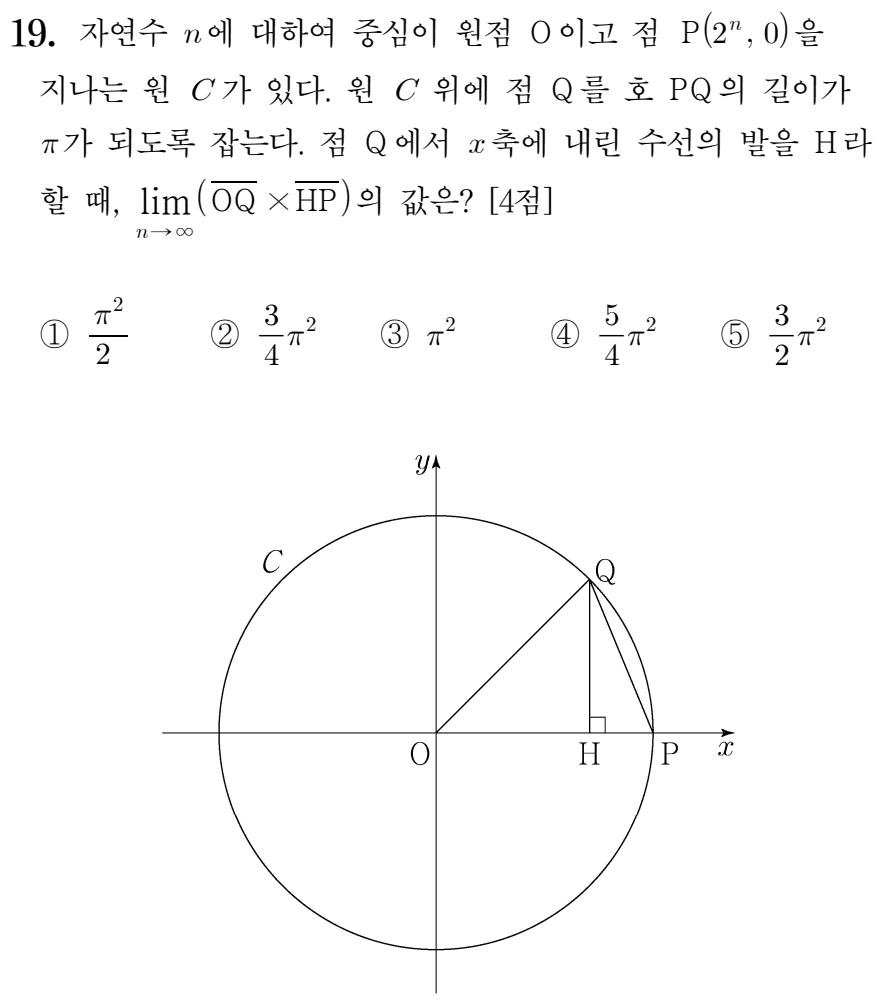 19. 자연수 n에 대하여 중심이 원점 O이고 점 P(2ⁿ, 0)을
지나는 원 C가 있다. 원 C 위에 점 Q를 호 PQ의 길이가
π가 되도록 잡는다. 점 Q에서 x축에 내린 수선의 발을 H라
할 때, lim_{n→∞}(\overline{OQ}×\overline{HP})의 값은? [4점]
① π²/2 ② 3/4π² ③ π² ④ 5/4π² ⑤ 3/2π²
y
C
Q
O H P x